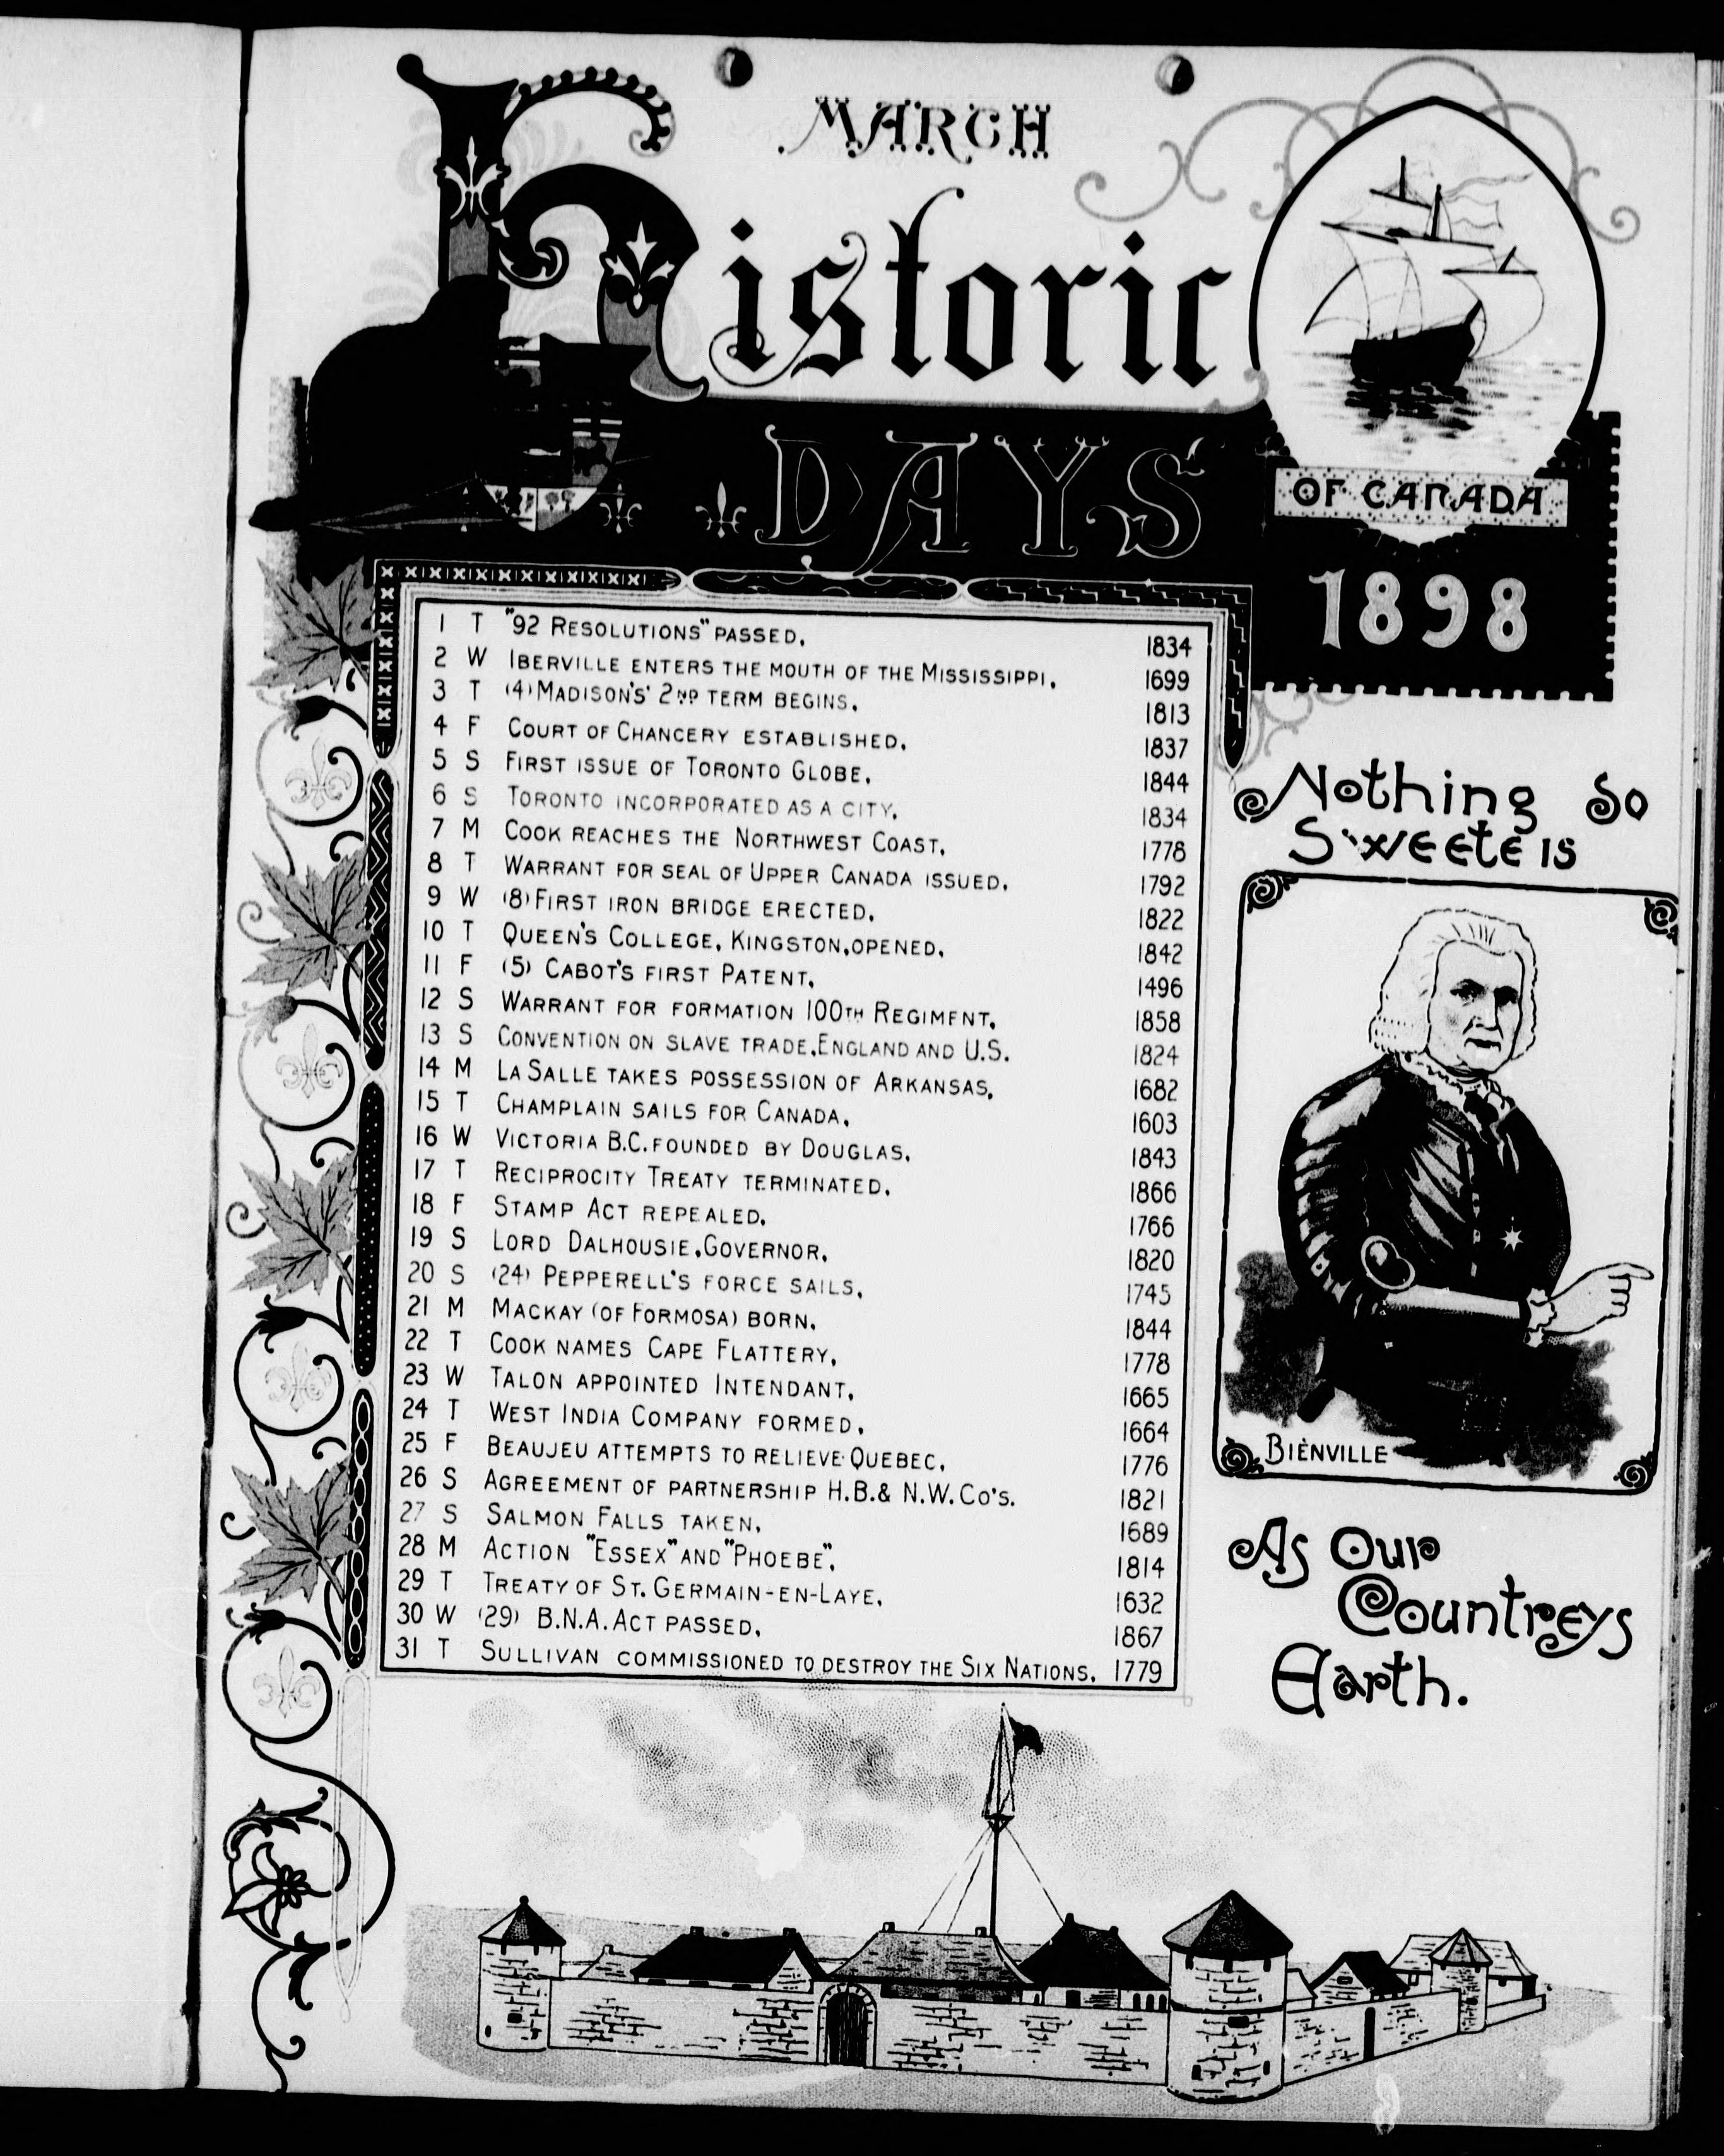 MARCH
Historic
DAYS
OF CANADA
1898
1 T "92 RESOLUTIONS" PASSED. 1834
2 W IBERVILLE ENTERS THE MOUTH OF THE MISSISSIPPI. 1699
3 T (4) MADISON'S' 2ND TERM BEGINS. 1813
4 F COURT OF CHANCERY ESTABLISHED. 1837
5 S FIRST ISSUE OF TORONTO GLOBE. 1844
6 S TORONTO INCORPORATED AS A CITY. 1834
7 M COOK REACHES THE NORTHWEST COAST. 1778
8 T WARRANT FOR SEAL OF UPPER CANADA ISSUED. 1792
9 W (8) FIRST IRON BRIDGE ERECTED. 1822
10 T QUEEN'S COLLEGE, KINGSTON, OPENED. 1842
11 F (5) CABOT'S FIRST PATENT. 1496
12 S WARRANT FOR FORMATION 100TH REGIMENT. 1858
13 S CONVENTION ON SLAVE TRADE, ENGLAND AND U.S. 1824
14 M LA SALLE TAKES POSSESSION OF ARKANSAS. 1682
15 T CHAMPLAIN SAILS FOR CANADA. 1603
16 W VICTORIA B.C. FOUNDED BY DOUGLAS. 1843
17 T RECIPROCITY TREATY TERMINATED. 1866
18 F STAMP ACT REPEALED. 1766
19 S LORD DALHOUSIE, GOVERNOR. 1820
20 S (24) PEPPERELL'S FORCE SAILS. 1745
21 M MACKAY (OF FORMOSA) BORN. 1844
22 T COOK NAMES CAPE FLATTERY. 1778
23 W TALON APPOINTED INTENDANT. 1665
24 T WEST INDIA COMPANY FORMED. 1664
25 F BEAUJEU ATTEMPTS TO RELIEVE QUEBEC. 1776
26 S AGREEMENT OF PARTNERSHIP H.B. & N.W. CO'S. 1821
27 S SALMON FALLS TAKEN. 1689
28 M ACTION "ESSEX" AND "PHOEBE". 1814
29 T TREATY OF ST. GERMAIN-EN-LAYE. 1632
30 W (29) B.N.A. ACT PASSED. 1867
31 T SULLIVAN COMMISSIONED TO DESTROY THE SIX NATIONS. 1779
Nothing So
Sweete is
BIENVILLE
As Our
Countreys
Earth.